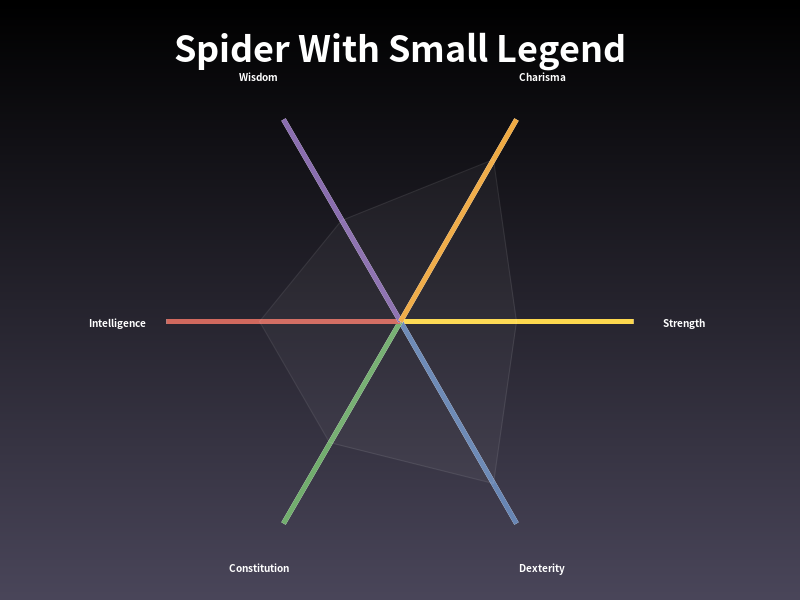 Spider With Small Legend
Wisdom
Charisma
Intelligence
Strength
Constitution
Dexterity